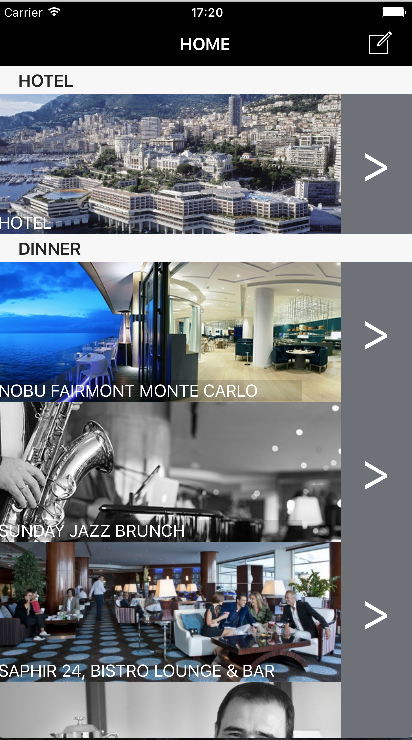 Carrier 17:20
HOME
HOTEL
HOTEL
>
DINNER
NOBU FAIRMONT MONTE CARLO
>
SUNDAY JAZZ BRUNCH
>
SAPHIR 24, BISTRO LOUNGE & BAR
>